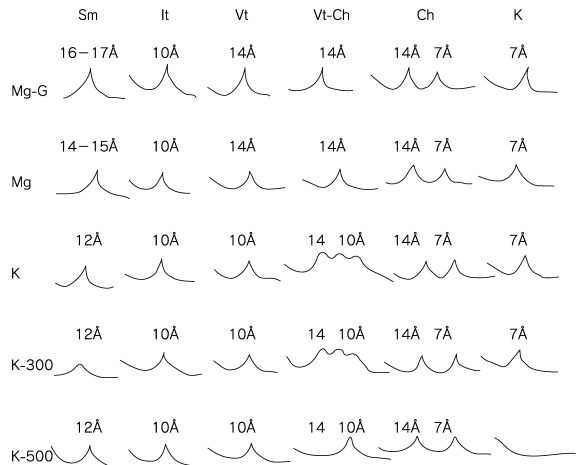 Sm It Vt Vt-Ch Ch K
16－17Å 10Å 14Å 14Å 14Å 7Å 7Å
Mg-G
14－15Å 10Å 14Å 14Å 14Å 7Å 7Å
Mg
12Å 10Å 10Å 14 10Å 14Å 7Å 7Å
K
12Å 10Å 10Å 14 10Å 14Å 7Å 7Å
K-300
12Å 10Å 10Å 14 10Å 14Å 7Å
K-500